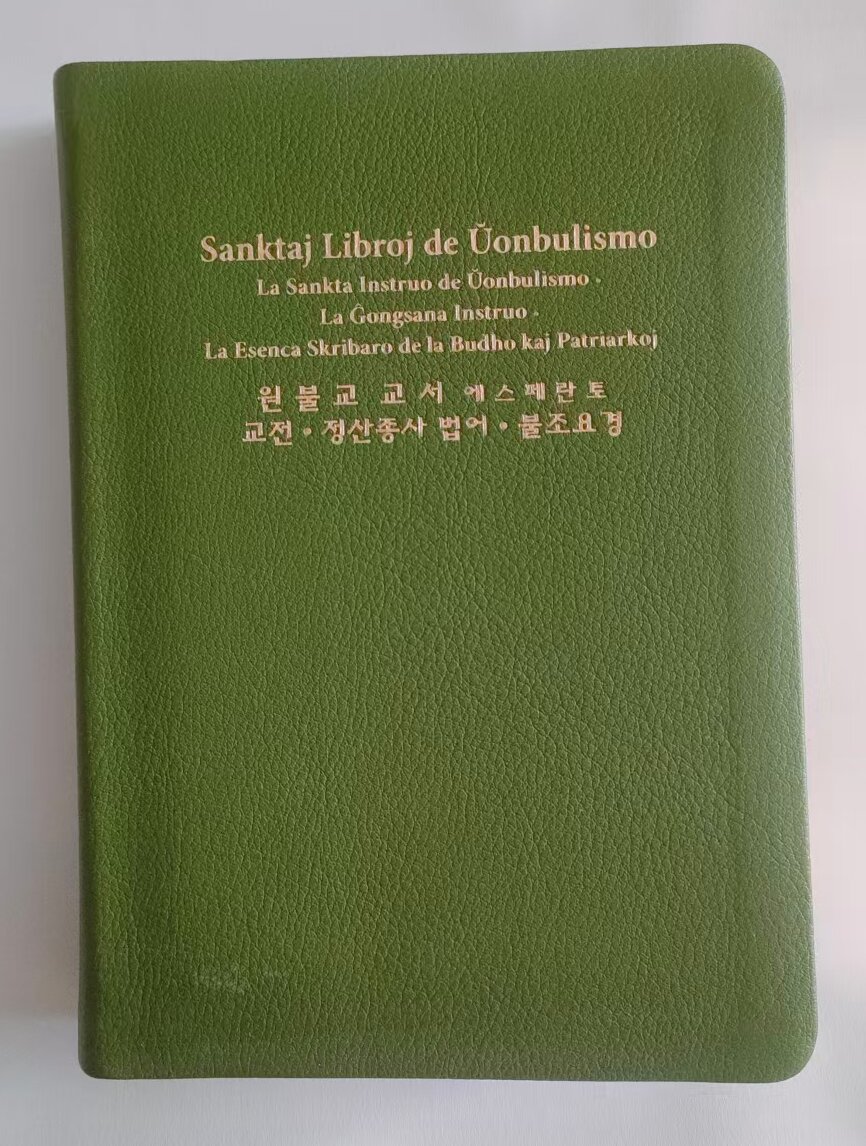 Sanktaj Libroj de Ŭonbulismo
La Sankta Instruo de Ŭonbulismo ·
La Ĝongsana Instruo ·
La Esenca Skribaro de la Budho kaj Patriarkoj
원불교 교서 에스페란토
교전 · 정산종사 법어 · 불조요경